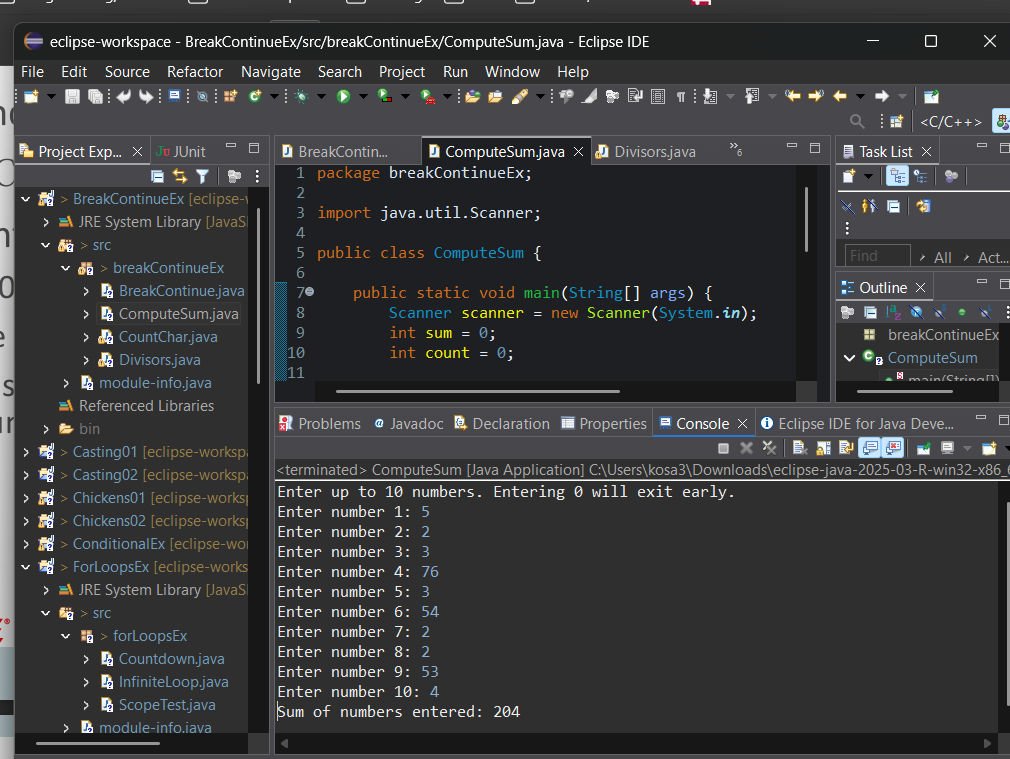 eclipse-workspace - BreakContinueEx/src/breakContinueEx/ComputeSum.java - Eclipse IDE
File Edit Source Refactor Navigate Search Project Run Window Help
<C/C++>
Project Exp...
JUnit
> BreakContinueEx [eclipse-
JRE System Library [JavaS
> src
> breakContinueEx
BreakContinue.java
ComputeSum.java
CountChar.java
Divisors.java
module-info.java
Referenced Libraries
bin
> Casting01 [eclipse-worksp
> Casting02 [eclipse-worksp
> Chickens01 [eclipse-works
> Chickens02 [eclipse-works
> ConditionalEx [eclipse-wo
> ForLoopsEx [eclipse-works
JRE System Library [JavaS
> src
> forLoopsEx
Countdown.java
InfiniteLoop.java
ScopeTest.java
module-info.java
BreakContin...
ComputeSum.java
Divisors.java
»6
1 package breakContinueEx;
2
3 import java.util.Scanner;
4
5 public class ComputeSum {
6
7 public static void main(String[] args) {
8 Scanner scanner = new Scanner(System.in);
9 int sum = 0;
10 int count = 0;
11
Task List
Find
All
Act...
Outline
breakContinueEx
ComputeSum
main(String[])
Problems
Javadoc
Declaration
Properties
Console
Eclipse IDE for Java Deve...
<terminated> ComputeSum [Java Application] C:\Users\kosa3\Downloads\eclipse-java-2025-03-R-win32-x86_6
Enter up to 10 numbers. Entering 0 will exit early.
Enter number 1: 5
Enter number 2: 2
Enter number 3: 3
Enter number 4: 76
Enter number 5: 3
Enter number 6: 54
Enter number 7: 2
Enter number 8: 2
Enter number 9: 53
Enter number 10: 4
Sum of numbers entered: 204